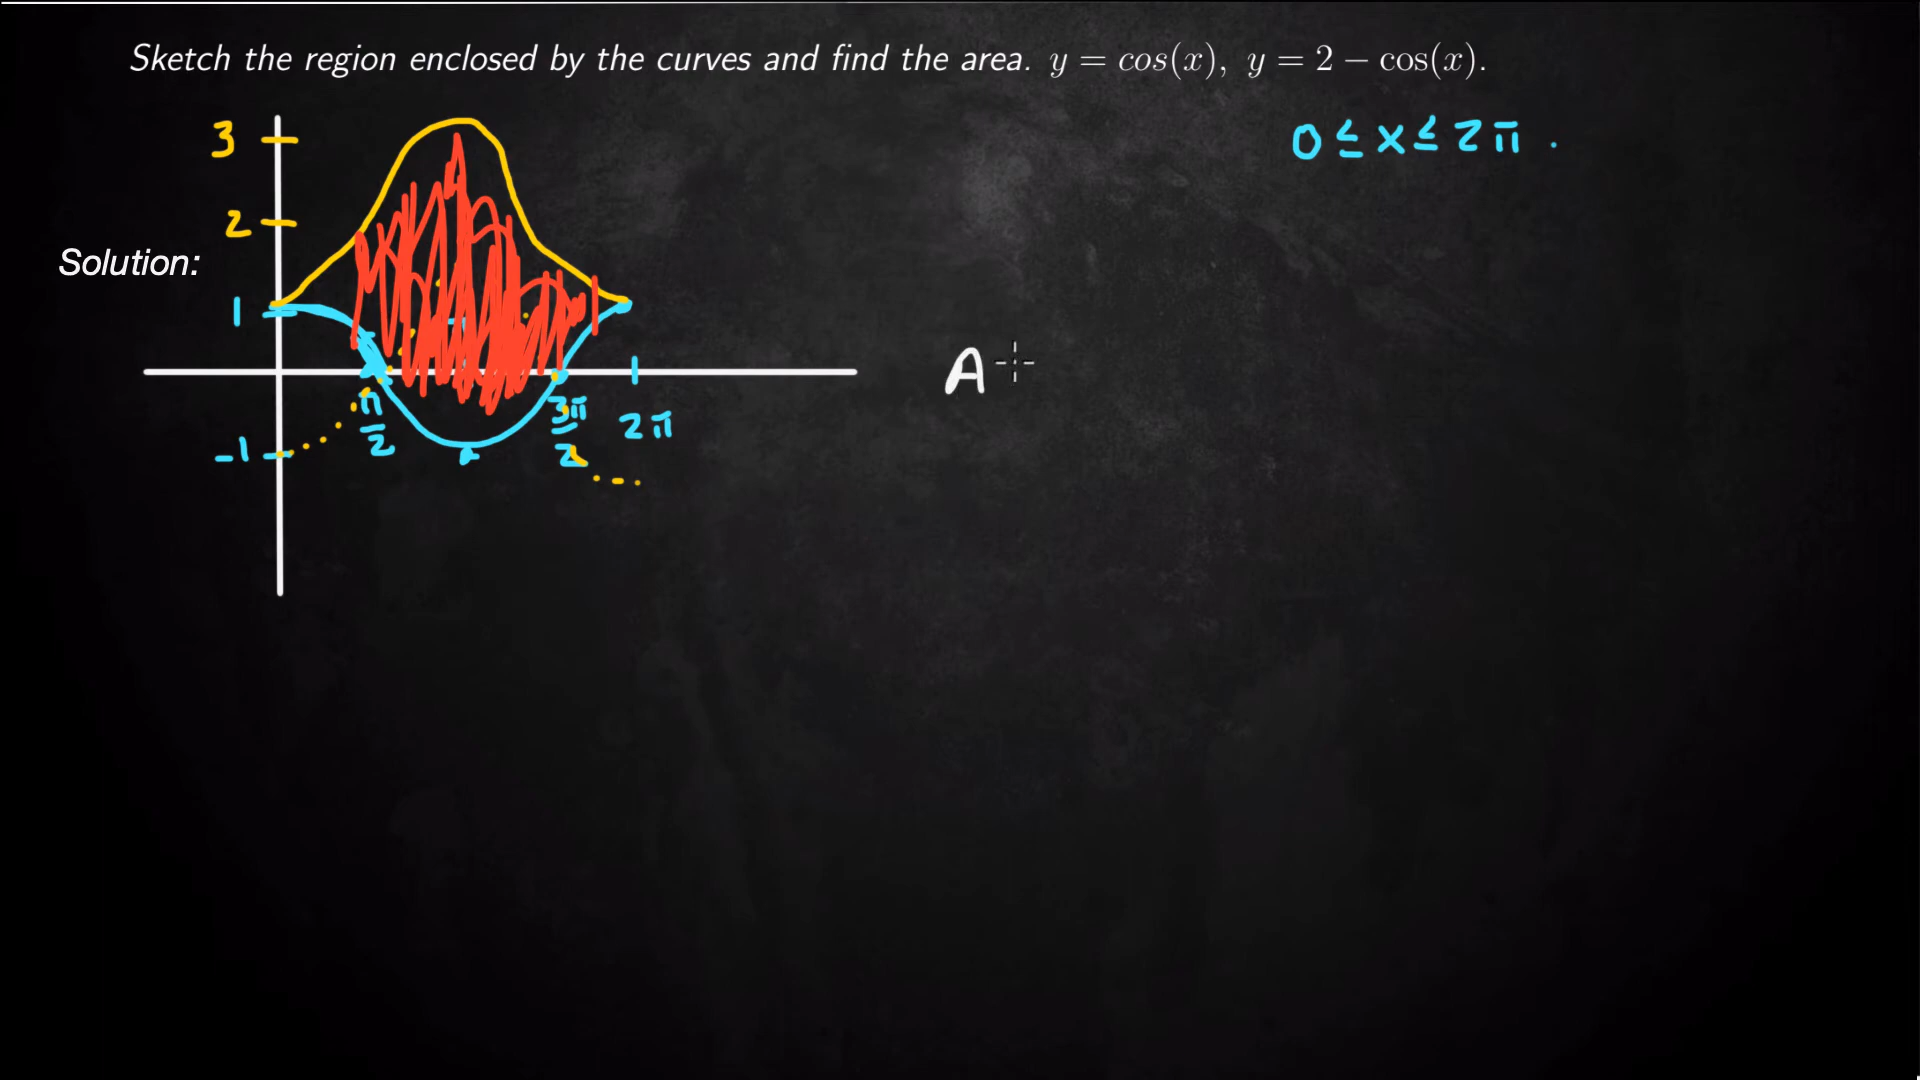 Sketch the region enclosed by the curves and find the area. y = cos(x), y = 2 − cos(x).
0 ≤ x ≤ 2π .
3
2
Solution:
1
A
π/2
3π/2
2π
-1